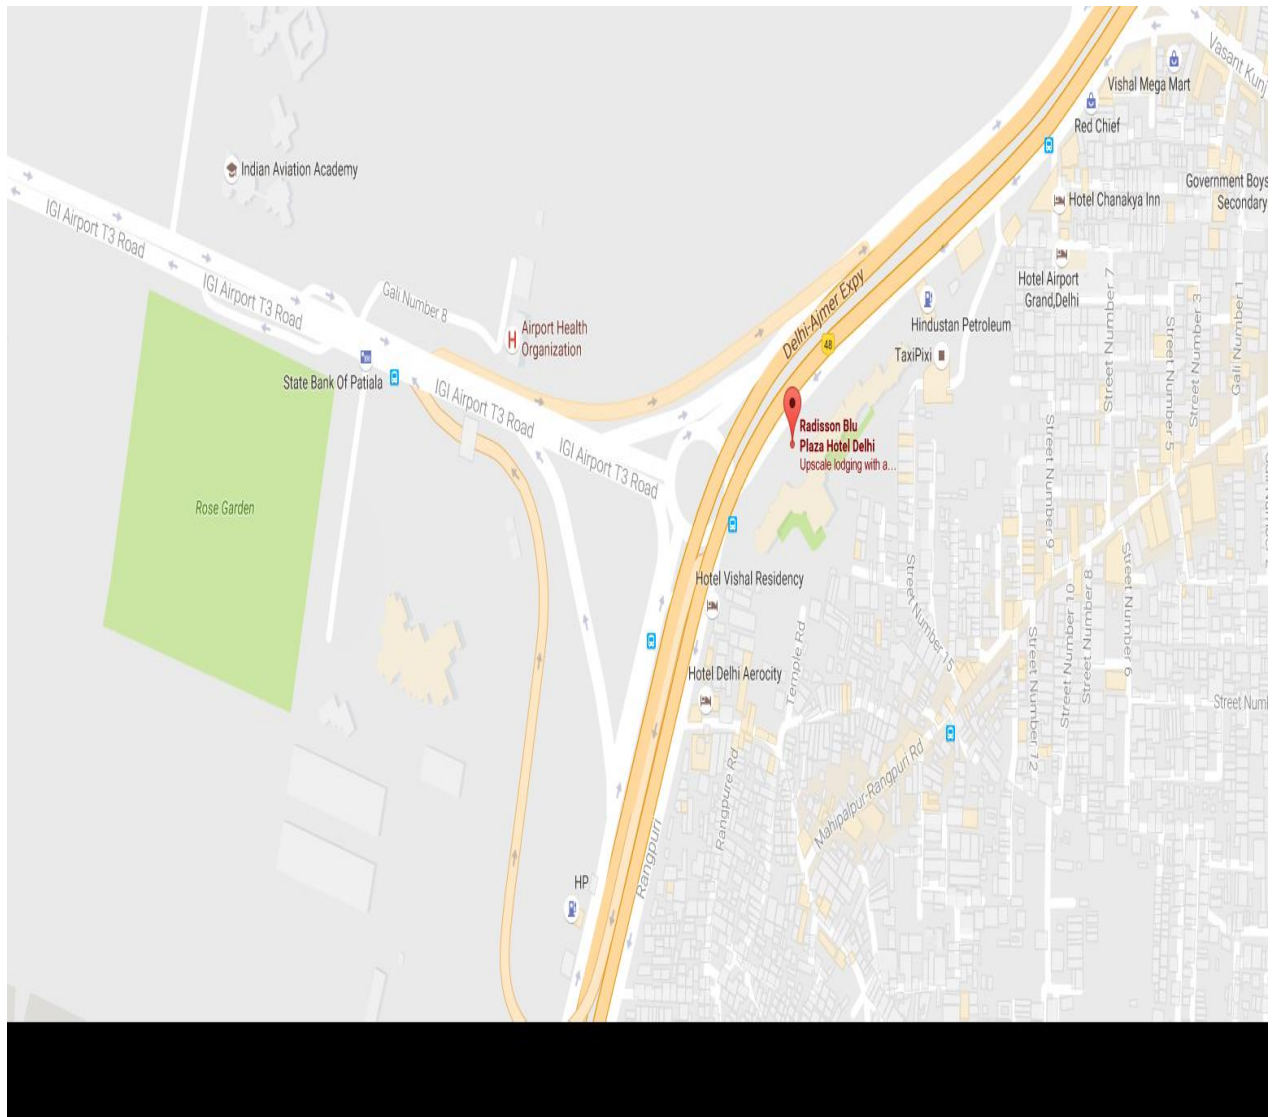 Vasant Kunj
Vishal Mega Mart
Red Chief
Indian Aviation Academy
Government Boys
Secondary
Hotel Chanakya Inn
IGI Airport T3 Road
IGI Airport T3 Road
Gali Number 8
Hotel Airport
Grand,Delhi
Street Number 7
Street Number 3
Gali Number 1
Delhi-Ajmer Expy
48
Hindustan Petroleum
Airport Health
Organization
H
TaxiPixi
State Bank Of Patiala
IGI Airport T3 Road
Street Number 5
Radisson Blu
Plaza Hotel Delhi
Upscale lodging with a...
IGI Airport T3 Road
Street Number 9
Rose Garden
Hotel Vishal Residency
Street Number 15
Street Number 10
Street Number 8
Street Number 6
Hotel Delhi Aerocity
Temple Rd
Street Number 12
Street Num
Rangpure Rd
Mahipalpur-Rangpuri Rd
Rangpuri
HP